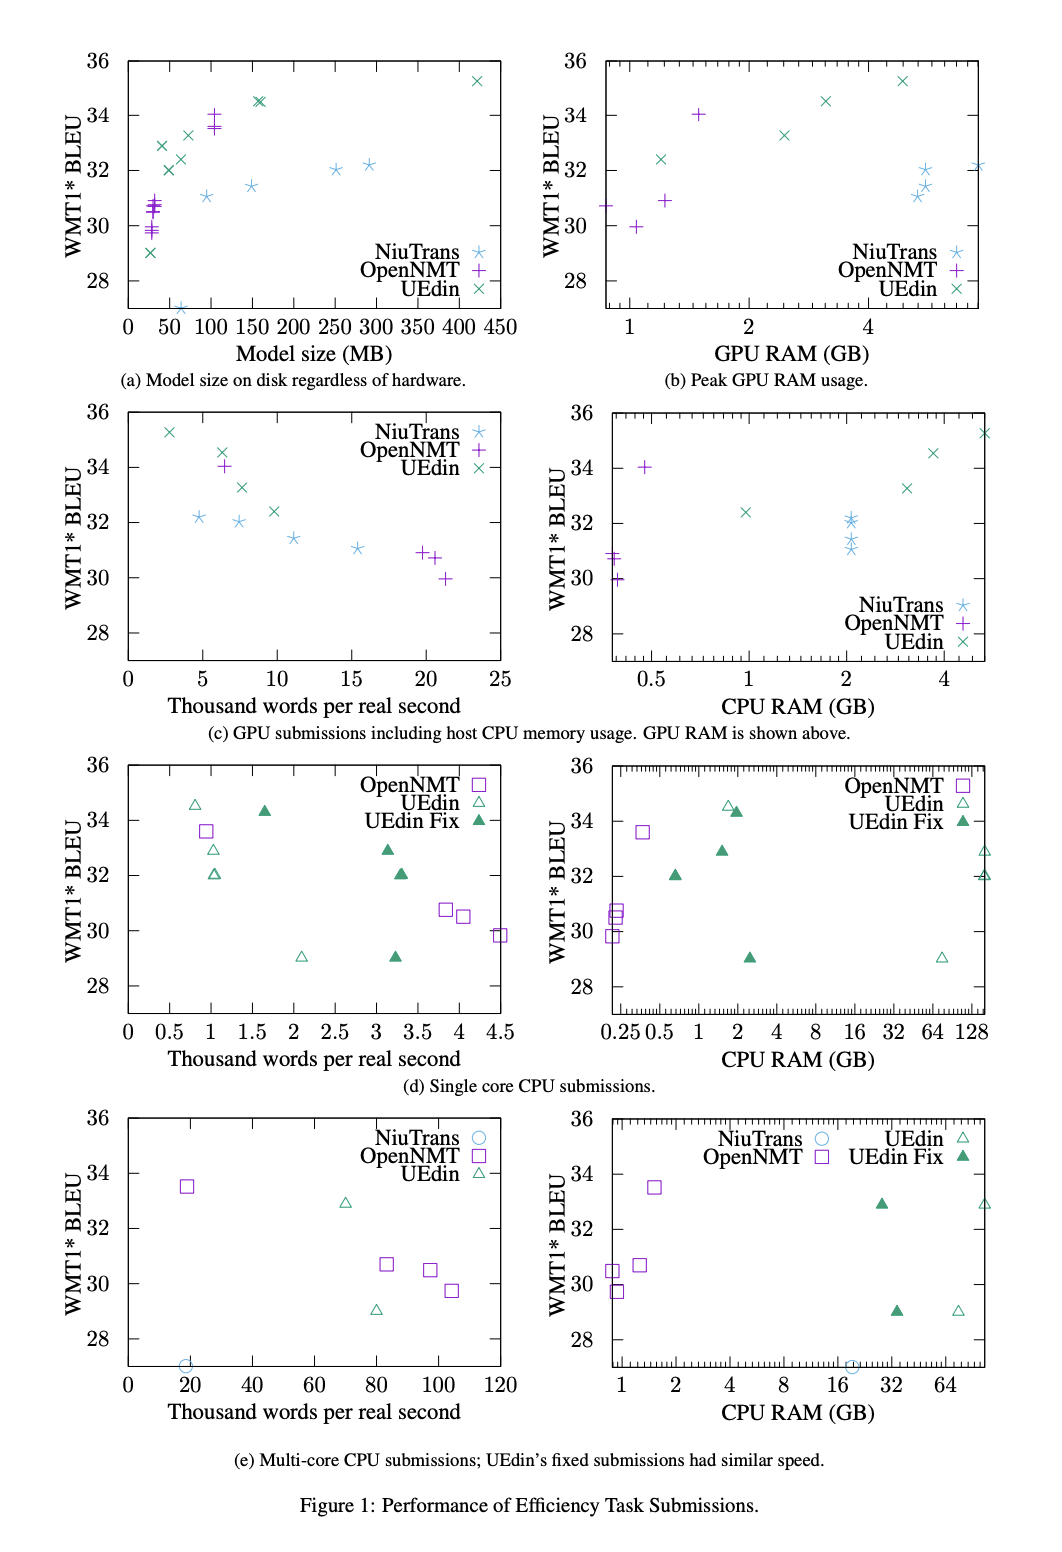 36
34
32
30
28
WMT1* BLEU
NiuTrans
OpenNMT
UEdin
0 50 100 150 200 250 300 350 400 450
Model size (MB)
(a) Model size on disk regardless of hardware.
36
34
32
30
28
WMT1* BLEU
NiuTrans
OpenNMT
UEdin
1 2 4
GPU RAM (GB)
(b) Peak GPU RAM usage.
36
34
32
30
28
WMT1* BLEU
NiuTrans
OpenNMT
UEdin
0 5 10 15 20 25
Thousand words per real second
36
34
32
30
28
WMT1* BLEU
NiuTrans
OpenNMT
UEdin
0.5 1 2 4
CPU RAM (GB)
(c) GPU submissions including host CPU memory usage. GPU RAM is shown above.
36
34
32
30
28
WMT1* BLEU
OpenNMT
UEdin
UEdin Fix
0 0.5 1 1.5 2 2.5 3 3.5 4 4.5
Thousand words per real second
36
34
32
30
28
WMT1* BLEU
OpenNMT
UEdin
UEdin Fix
0.25 0.5 1 2 4 8 16 32 64 128
CPU RAM (GB)
(d) Single core CPU submissions.
36
34
32
30
28
WMT1* BLEU
NiuTrans
OpenNMT
UEdin
0 20 40 60 80 100 120
Thousand words per real second
36
34
32
30
28
WMT1* BLEU
NiuTrans UEdin
OpenNMT UEdin Fix
1 2 4 8 16 32 64
CPU RAM (GB)
(e) Multi-core CPU submissions; UEdin's fixed submissions had similar speed.
Figure 1: Performance of Efficiency Task Submissions.